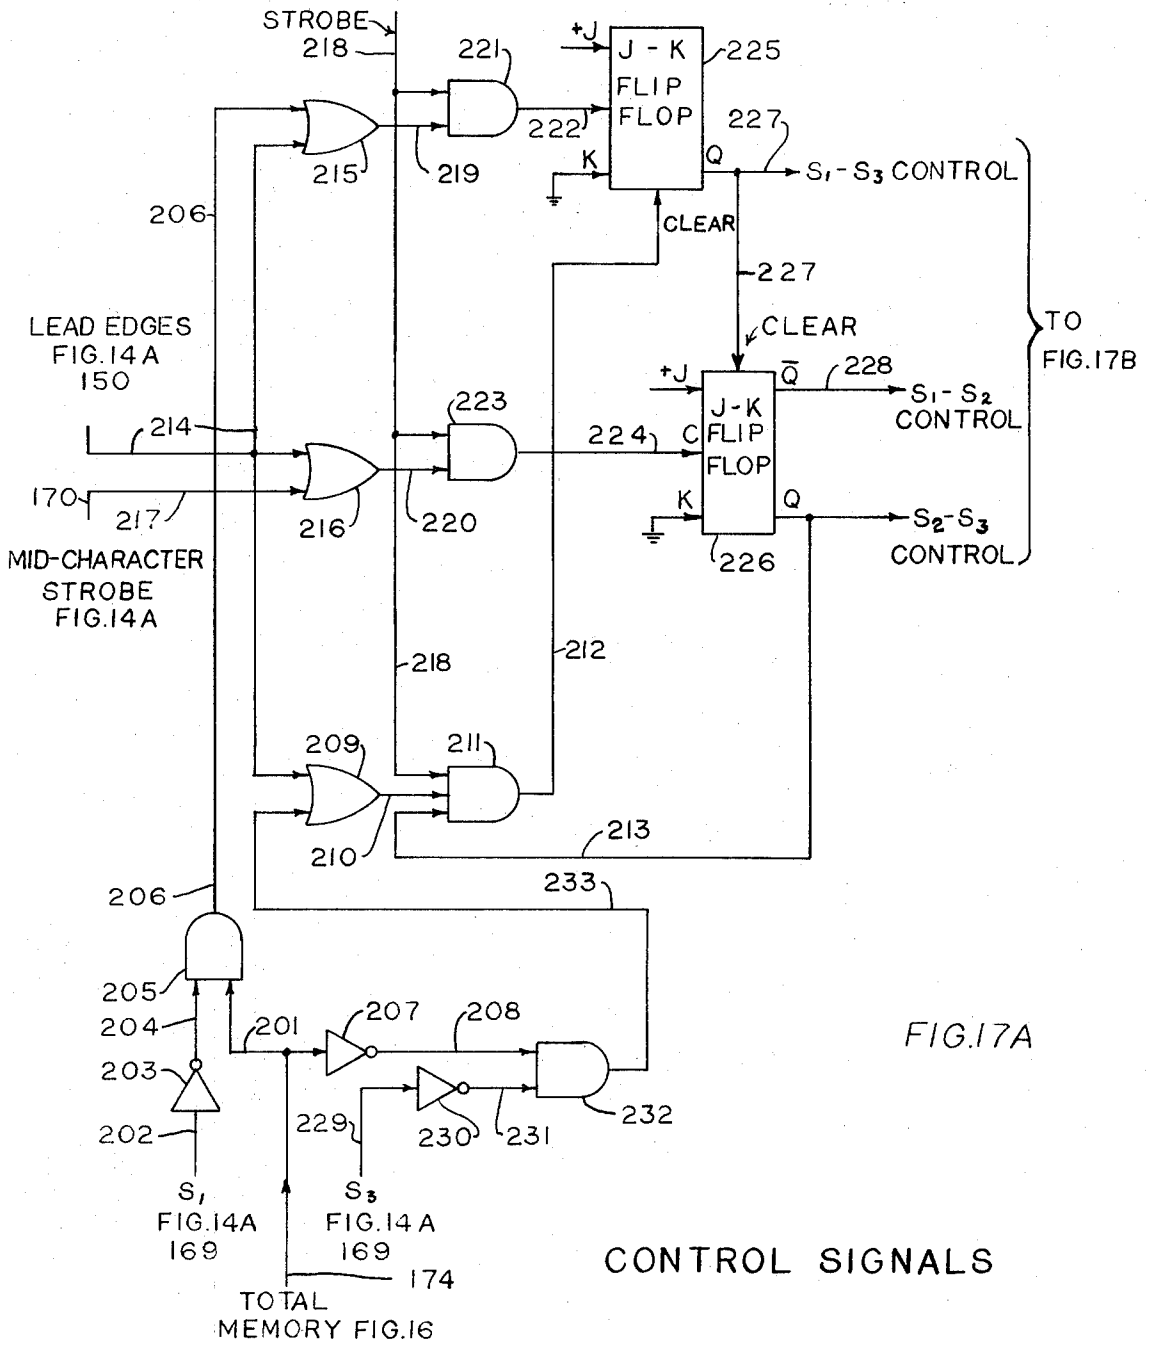 STROBE
218
221
+J
J-K
FLIP
FLOP
225
222
227
215
219
K
Q
S₁-S₃ CONTROL
206
CLEAR
227
LEAD EDGES
FIG.14A
150
CLEAR
TO
FIG.17B
+J
Q̅
228
223
J-K
FLIP
FLOP
S₁-S₂
CONTROL
214
224
C
170
217
216
220
K
Q
S₂-S₃
CONTROL
226
MID-CHARACTER
STROBE
FIG.14A
218
212
209
211
210
213
206
233
205
204
201
207
208
FIG.17A
203
202
229
230
231
232
S₁
FIG.14A
169
S₃
FIG.14A
169
CONTROL SIGNALS
174
TOTAL
MEMORY FIG.16